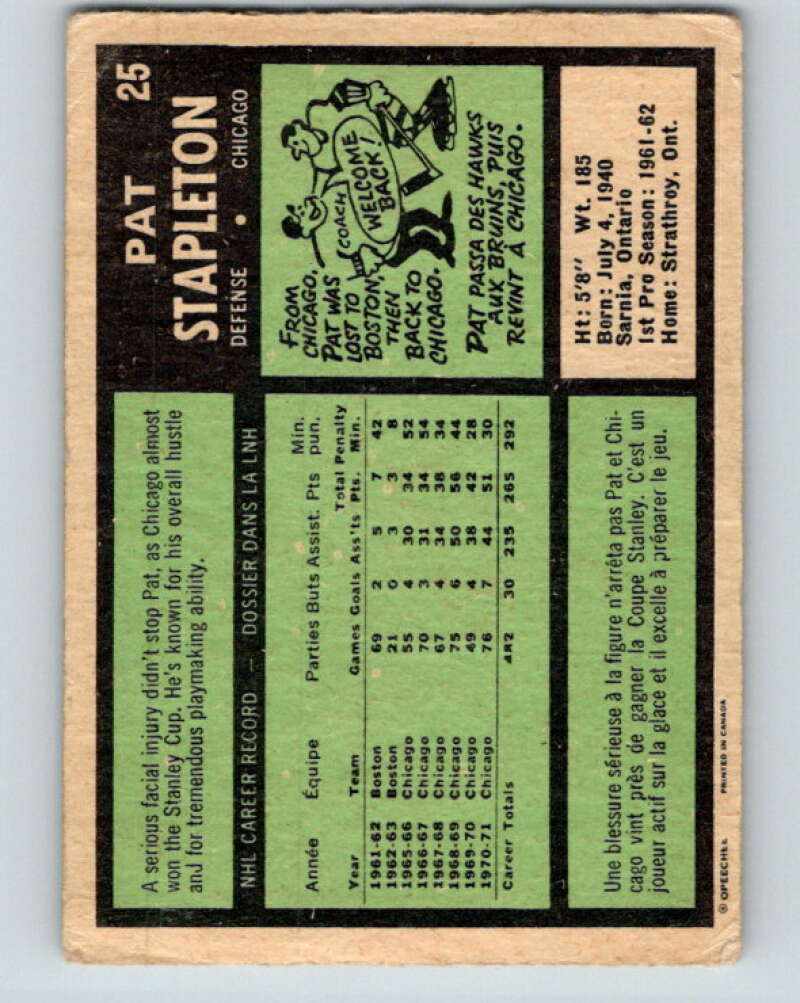 25
PAT
STAPLETON
DEFENSE • CHICAGO
A serious facial injury didn't stop Pat, as Chicago almost
won the Stanley Cup. He's known for his overall hustle
and for tremendous playmaking ability.
FROM
CHICAGO,
PAT WAS
LOST TO
BOSTON,
THEN
BACK TO
CHICAGO.
COACH
WELCOME
BACK!
PAT PASSA DES HAWKS
AUX BRUINS, PUIS
REVINT À CHICAGO.
Ht: 5'8" Wt. 185
Born: July 4, 1940
Sarnia, Ontario
1st Pro Season: 1961-62
Home: Strathroy, Ont.
NHL CAREER RECORD — DOSSIER DANS LA LNH
Min.
Année Équipe Parties Buts Assist. Pts pun.
Total Penalty
Year Team Games Goals Ass'ts Pts. Min.
1961-62 Boston 69 2 5 7 42
1962-63 Boston 21 0 3 3 8
1965-66 Chicago 55 4 30 34 52
1966-67 Chicago 70 3 31 34 54
1967-68 Chicago 67 4 34 38 34
1968-69 Chicago 75 6 50 56 44
1969-70 Chicago 49 4 38 42 28
1970-71 Chicago 76 7 44 51 30
Career Totals 4R2 30 235 265 292
Une blessure sérieuse à la figure n'arréta pas Pat et Chi-
cago vint près de gagner la Coupe Stanley. C'est un
joueur actif sur la glace et il excelle à préparer le jeu.
© OPEECHEE PRINTED IN CANADA